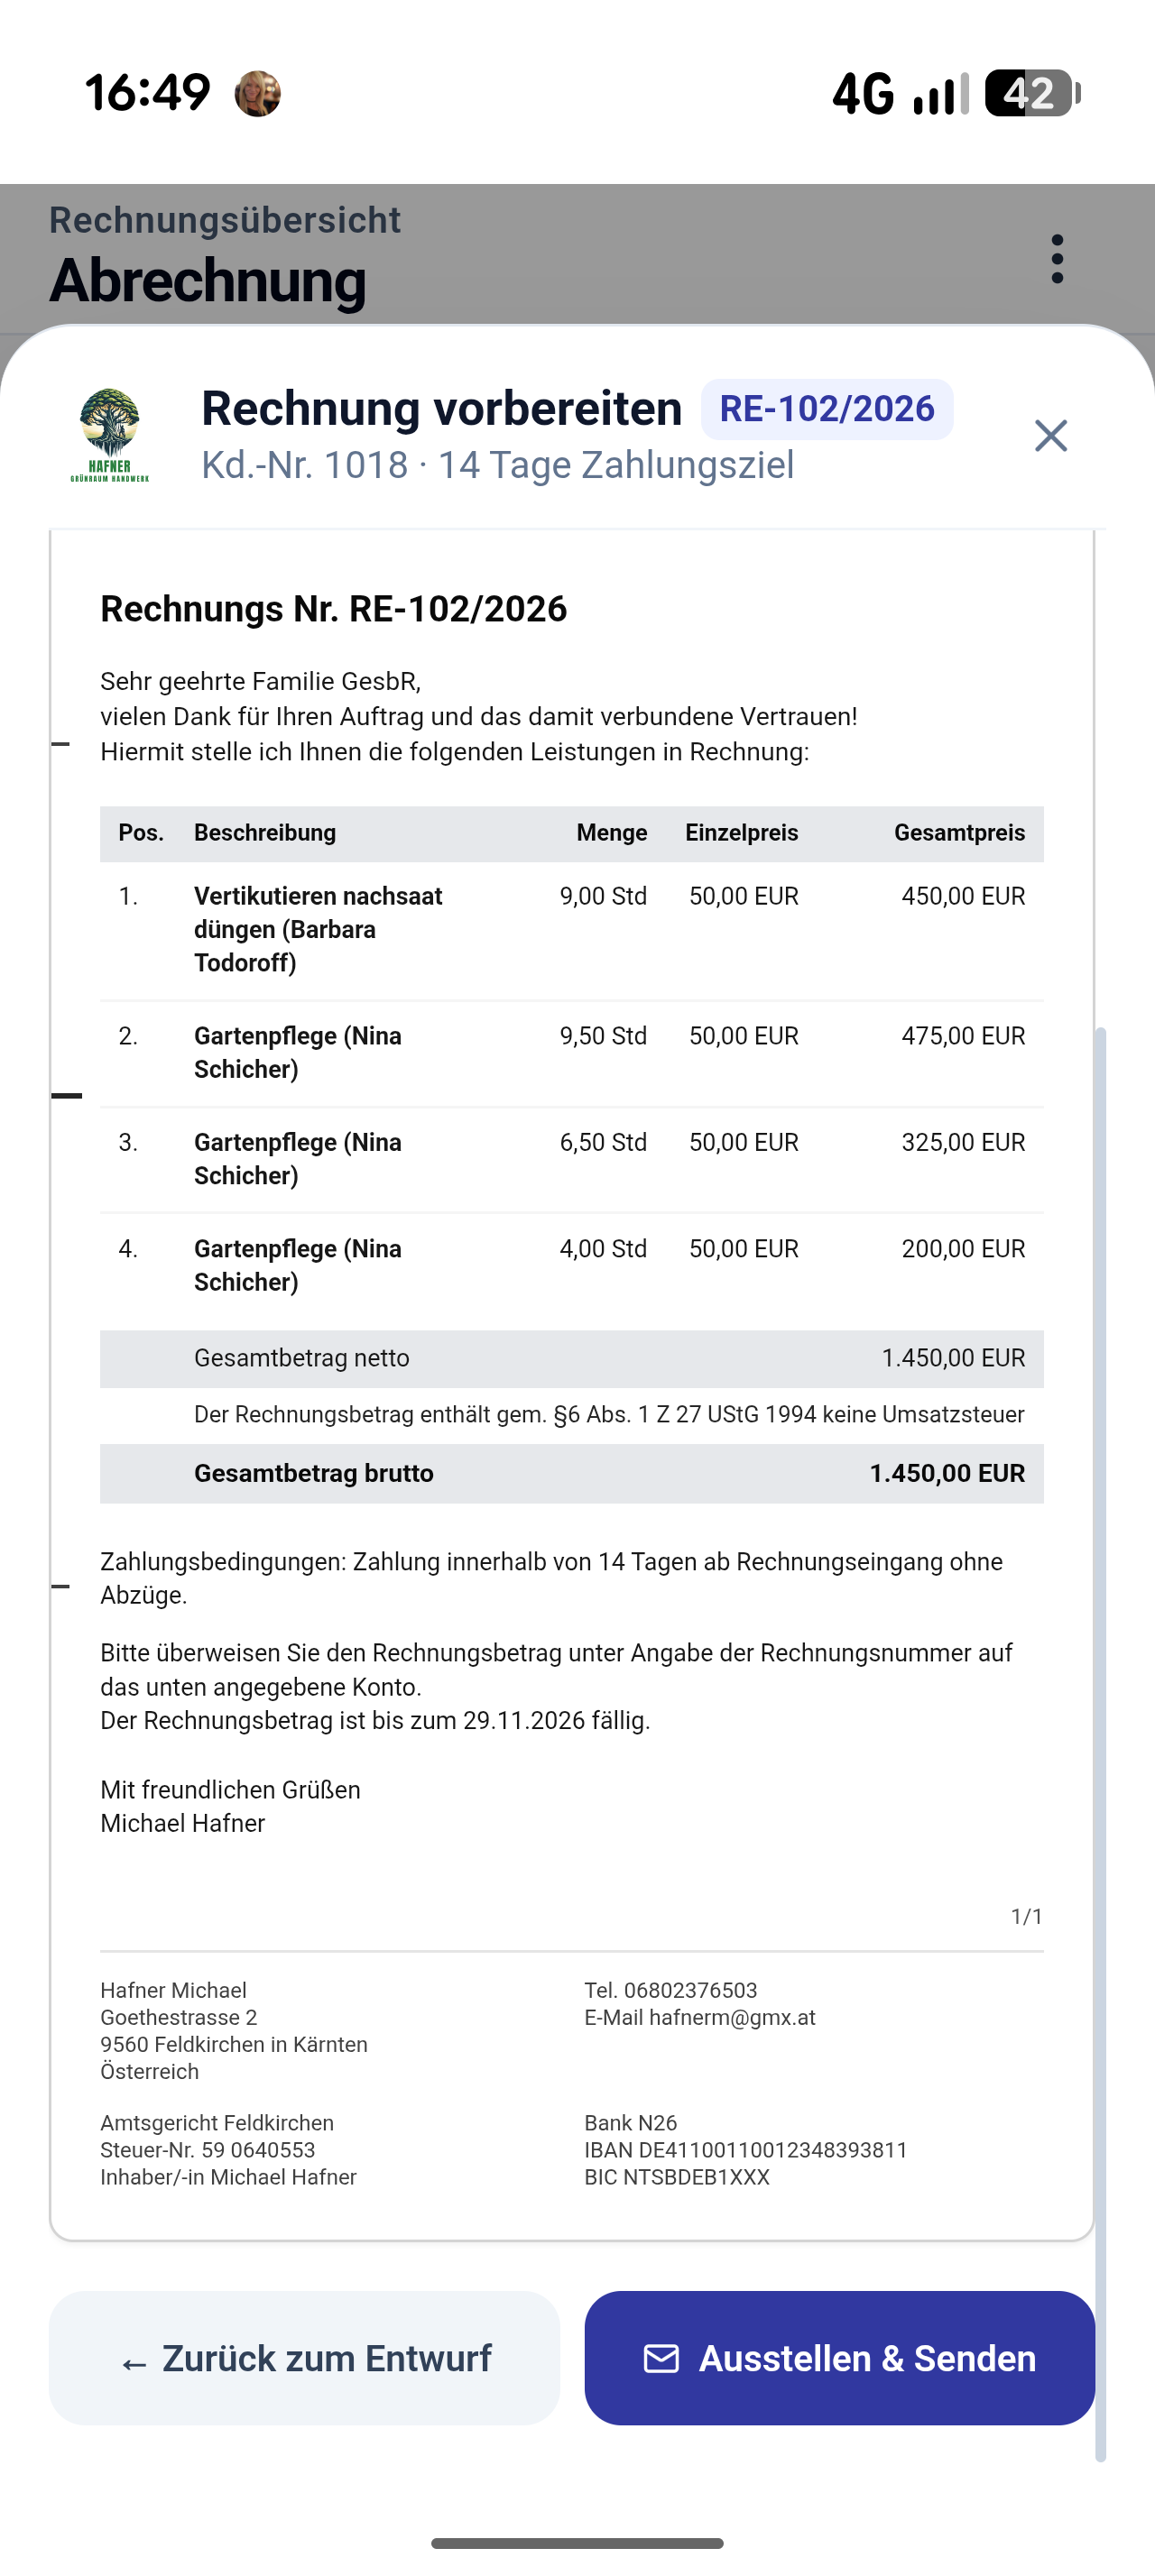 16:49
4G
42
Rechnungsübersicht
Abrechnung
HAFNER
GRÜNRAUM HANDWERK
Rechnung vorbereiten RE-102/2026
Kd.-Nr. 1018 · 14 Tage Zahlungsziel
Rechnungs Nr. RE-102/2026
Sehr geehrte Familie GesbR,
vielen Dank für Ihren Auftrag und das damit verbundene Vertrauen!
Hiermit stelle ich Ihnen die folgenden Leistungen in Rechnung:
Pos. Beschreibung Menge Einzelpreis Gesamtpreis
1. Vertikutieren nachsaat 9,00 Std 50,00 EUR 450,00 EUR
düngen (Barbara
Todoroff)
2. Gartenpflege (Nina 9,50 Std 50,00 EUR 475,00 EUR
Schicher)
3. Gartenpflege (Nina 6,50 Std 50,00 EUR 325,00 EUR
Schicher)
4. Gartenpflege (Nina 4,00 Std 50,00 EUR 200,00 EUR
Schicher)
Gesamtbetrag netto 1.450,00 EUR
Der Rechnungsbetrag enthält gem. §6 Abs. 1 Z 27 UStG 1994 keine Umsatzsteuer
Gesamtbetrag brutto 1.450,00 EUR
Zahlungsbedingungen: Zahlung innerhalb von 14 Tagen ab Rechnungseingang ohne
Abzüge.
Bitte überweisen Sie den Rechnungsbetrag unter Angabe der Rechnungsnummer auf
das unten angegebene Konto.
Der Rechnungsbetrag ist bis zum 29.11.2026 fällig.
Mit freundlichen Grüßen
Michael Hafner
1/1
Hafner Michael
Goethestrasse 2
9560 Feldkirchen in Kärnten
Österreich
Tel. 06802376503
E-Mail hafnerm@gmx.at
Amtsgericht Feldkirchen
Steuer-Nr. 59 0640553
Inhaber/-in Michael Hafner
Bank N26
IBAN DE41100110012348393811
BIC NTSBDEB1XXX
← Zurück zum Entwurf
Ausstellen & Senden